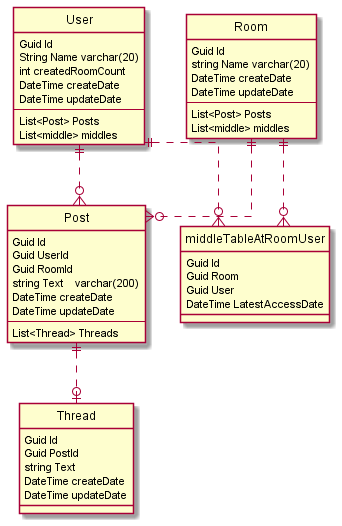 User
Guid Id
String Name varchar(20)
int createdRoomCount
DateTime createDate
DateTime updateDate
List<Post> Posts
List<middle> middles
Room
Guid Id
string Name varchar(20)
DateTime createDate
DateTime updateDate
List<Post> Posts
List<middle> middles
Post
Guid Id
Guid UserId
Guid RoomId
string Text    varchar(200)
DateTime createDate
DateTime updateDate
List<Thread> Threads
middleTableAtRoomUser
Guid Id
Guid Room
Guid User
DateTime LatestAccessDate
Thread
Guid Id
Guid PostId
string Text
DateTime createDate
DateTime updateDate